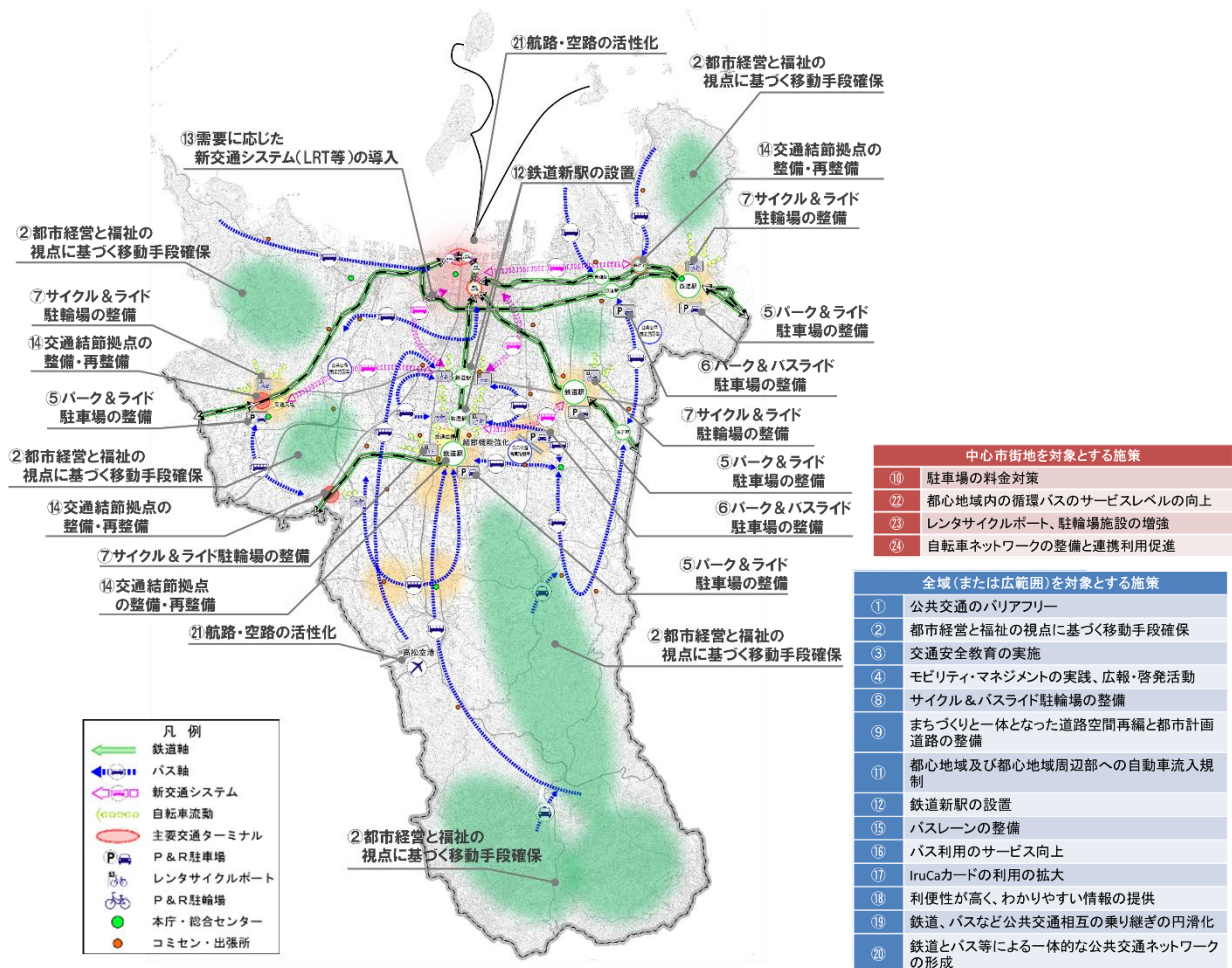 ㉑航路・空路の活性化
②都市経営と福祉の
視点に基づく移動手段確保
⑬需要に応じた
新交通システム(LRT等)の導入
⑭交通結節拠点の
整備・再整備
⑫鉄道新駅の設置
⑦サイクル＆ライド
駐輪場の整備
②都市経営と福祉の
視点に基づく移動手段確保
⑦サイクル＆ライド
駐輪場の整備
⑭交通結節拠点の
整備・再整備
⑤パーク＆ライド
駐車場の整備
②都市経営と福祉の
視点に基づく移動手段確保
⑭交通結節拠点の
整備・再整備
⑦サイクル＆ライド駐輪場の整備
⑭交通結節拠点
の整備・再整備
㉑航路・空路の活性化
高松空港
⑤パーク＆ライド
駐車場の整備
⑥パーク＆バスライド
駐車場の整備
⑦サイクル＆ライド
駐輪場の整備
⑤パーク＆ライド
駐車場の整備
⑥パーク＆バスライド
駐車場の整備
⑤パーク＆ライド
駐車場の整備
②都市経営と福祉の
視点に基づく移動手段確保
②都市経営と福祉の
視点に基づく移動手段確保
鉄道駅
P
鉄道駅
P
鉄道駅
鉄道駅
結節機能強化
鉄道駅
P
P
P
P
凡 例
鉄道軸
バス軸
新交通システム
自転車流動
主要交通ターミナル
P P＆R駐車場
レンタサイクルポート
P＆R駐輪場
本庁・総合センター
コミセン・出張所
中心市街地を対象とする施策
⑩ 駐車場の料金対策
㉒ 都心地域内の循環バスのサービスレベルの向上
㉓ レンタサイクルポート、駐輪場施設の増強
㉔ 自転車ネットワークの整備と連携利用促進
全域（または広範囲）を対象とする施策
① 公共交通のバリアフリー
② 都市経営と福祉の視点に基づく移動手段確保
③ 交通安全教育の実施
④ モビリティ・マネジメントの実践、広報・啓発活動
⑧ サイクル＆バスライド駐輪場の整備
⑨ まちづくりと一体となった道路空間再編と都市計画
道路の整備
⑪ 都心地域及び都心地域周辺部への自動車流入規
制
⑫ 鉄道新駅の設置
⑮ バスレーンの整備
⑯ バス利用のサービス向上
⑰ IruCaカードの利用の拡大
⑱ 利便性が高く、わかりやすい情報の提供
⑲ 鉄道、バスなど公共交通相互の乗り継ぎの円滑化
⑳ 鉄道とバス等による一体的な公共交通ネットワーク
の形成